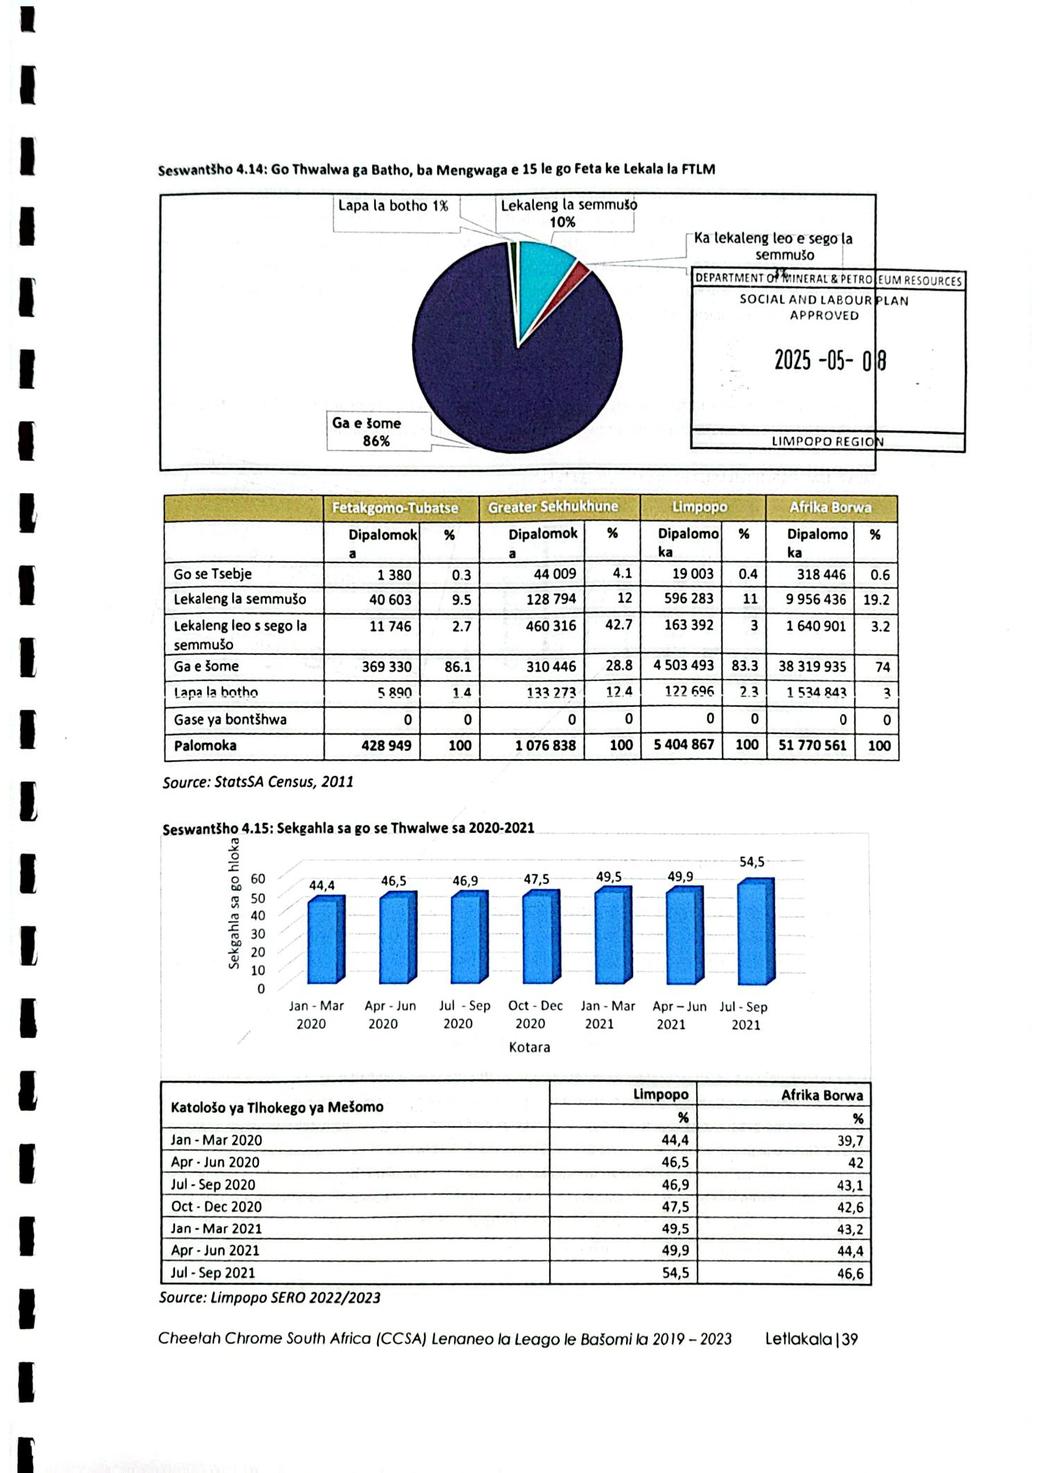 Seswantšho 4.14: Go Thwalwa ga Batho, ba Mengwaga e 15 le go Feta ke Lekala la FTLM
Lapa la botho 1%
Lekaleng la semmušo
10%
Ka lekaleng leo e sego la
semmušo
3%
Ga e šome
86%
DEPARTMENT OF MINERAL & PETROLEUM RESOURCES
SOCIAL AND LABOUR PLAN
APPROVED
2025 -05- 08
LIMPOPO REGION
Fetakgomo-Tubatse Greater Sekhukhune Limpopo Afrika Borwa
Dipalomok % Dipalomok % Dipalomo % Dipalomo %
a a ka ka
Go se Tsebje 1 380 0.3 44 009 4.1 19 003 0.4 318 446 0.6
Lekaleng la semmušo 40 603 9.5 128 794 12 596 283 11 9 956 436 19.2
Lekaleng leo s sego la 11 746 2.7 460 316 42.7 163 392 3 1 640 901 3.2
semmušo
Ga e šome 369 330 86.1 310 446 28.8 4 503 493 83.3 38 319 935 74
Lapa la botho 5 890 1.4 133 273 12.4 122 696 2.3 1 534 843 3
Gase ya bontšhwa 0 0 0 0 0 0 0 0
Palomoka 428 949 100 1 076 838 100 5 404 867 100 51 770 561 100
Source: StatsSA Census, 2011
Seswantšho 4.15: Sekgahla sa go se Thwalwe sa 2020-2021
Sekgahla sa go hloka
60
50
40
30
20
10
0
44,4 46,5 46,9 47,5 49,5 49,9 54,5
Jan - Mar Apr - Jun Jul - Sep Oct - Dec Jan - Mar Apr – Jun Jul - Sep
2020 2020 2020 2020 2021 2021 2021
Kotara
Katološo ya Tlhokego ya Mešomo Limpopo Afrika Borwa
% %
Jan - Mar 2020 44,4 39,7
Apr - Jun 2020 46,5 42
Jul - Sep 2020 46,9 43,1
Oct - Dec 2020 47,5 42,6
Jan - Mar 2021 49,5 43,2
Apr - Jun 2021 49,9 44,4
Jul - Sep 2021 54,5 46,6
Source: Limpopo SERO 2022/2023
Cheetah Chrome South Africa (CCSA) Lenaneo la Leago le Bašomi la 2019 – 2023 Letlakala | 39